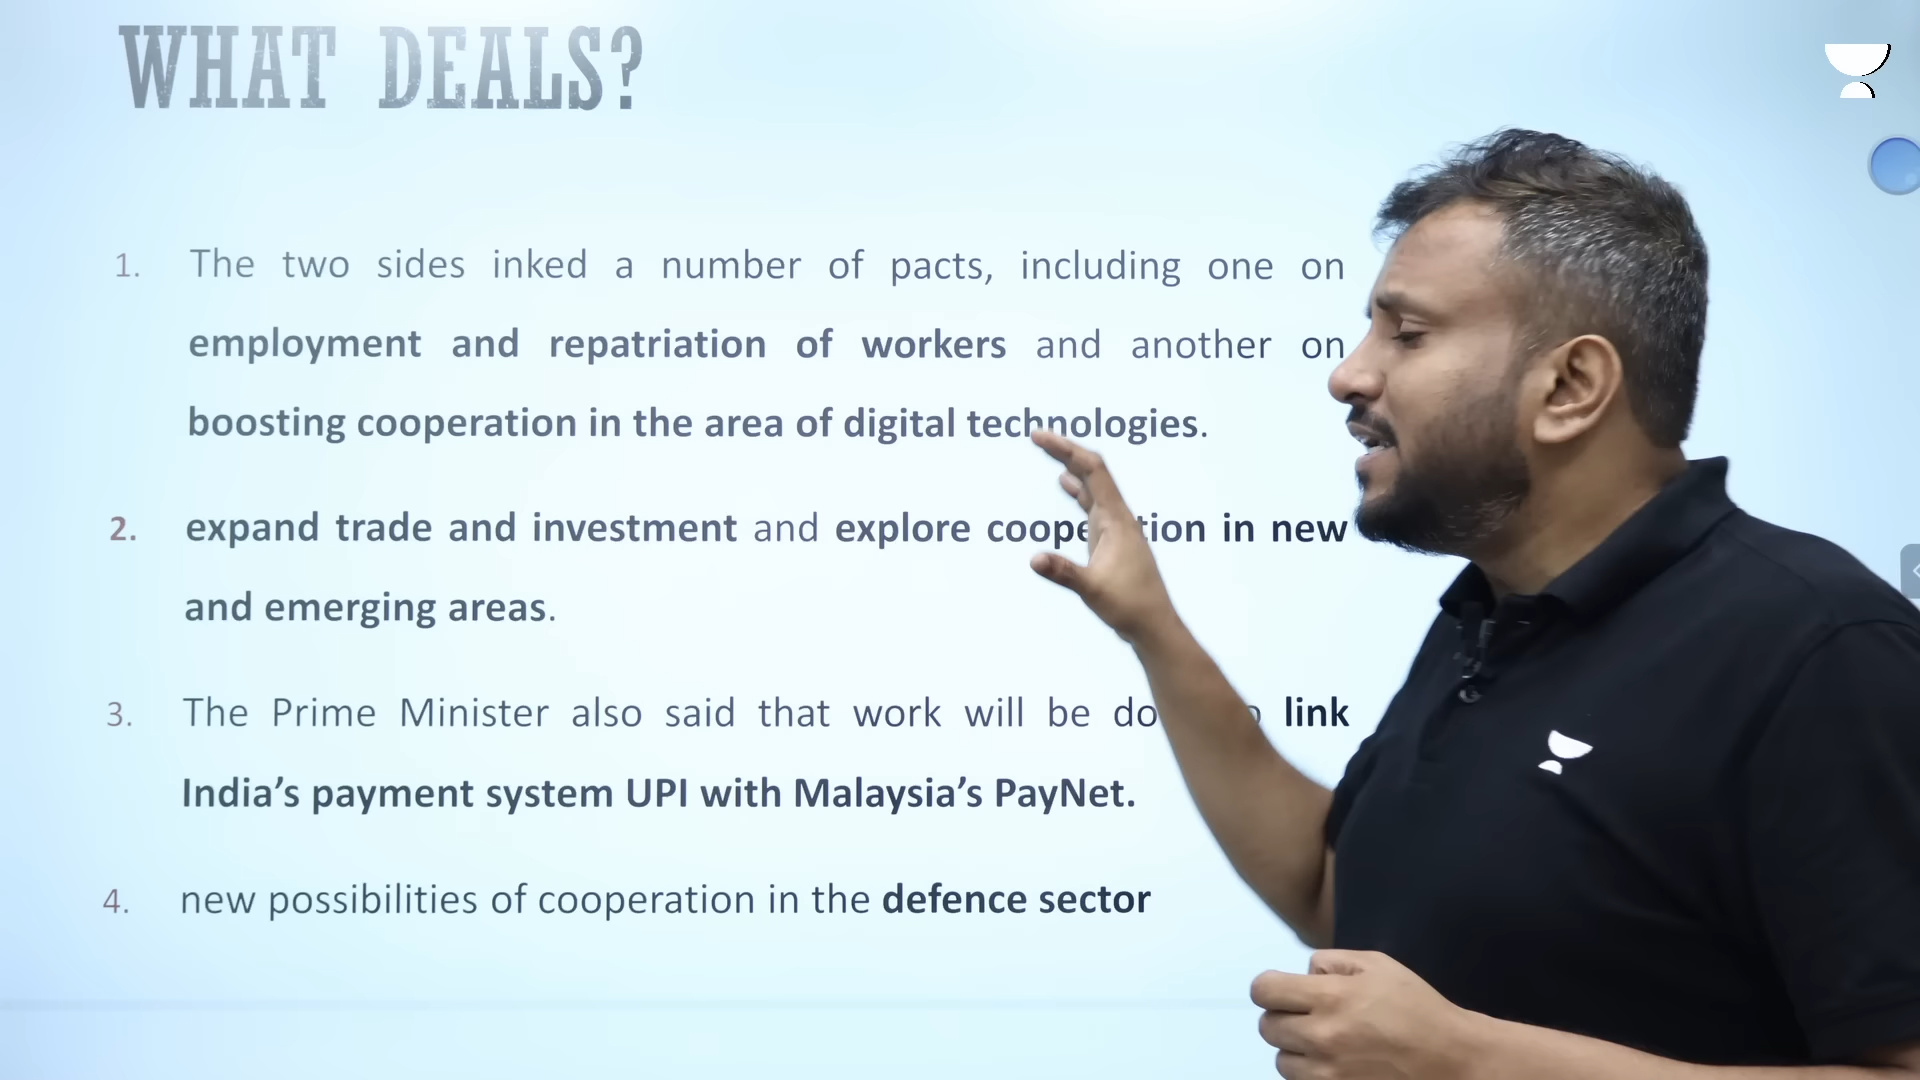 WHAT DEALS?
1. The two sides inked a number of pacts, including one on
employment and repatriation of workers and another on
boosting cooperation in the area of digital technologies.
2. expand trade and investment and explore cooperation in new
and emerging areas.
3. The Prime Minister also said that work will be link
India’s payment system UPI with Malaysia’s PayNet.
4. new possibilities of cooperation in the defence sector